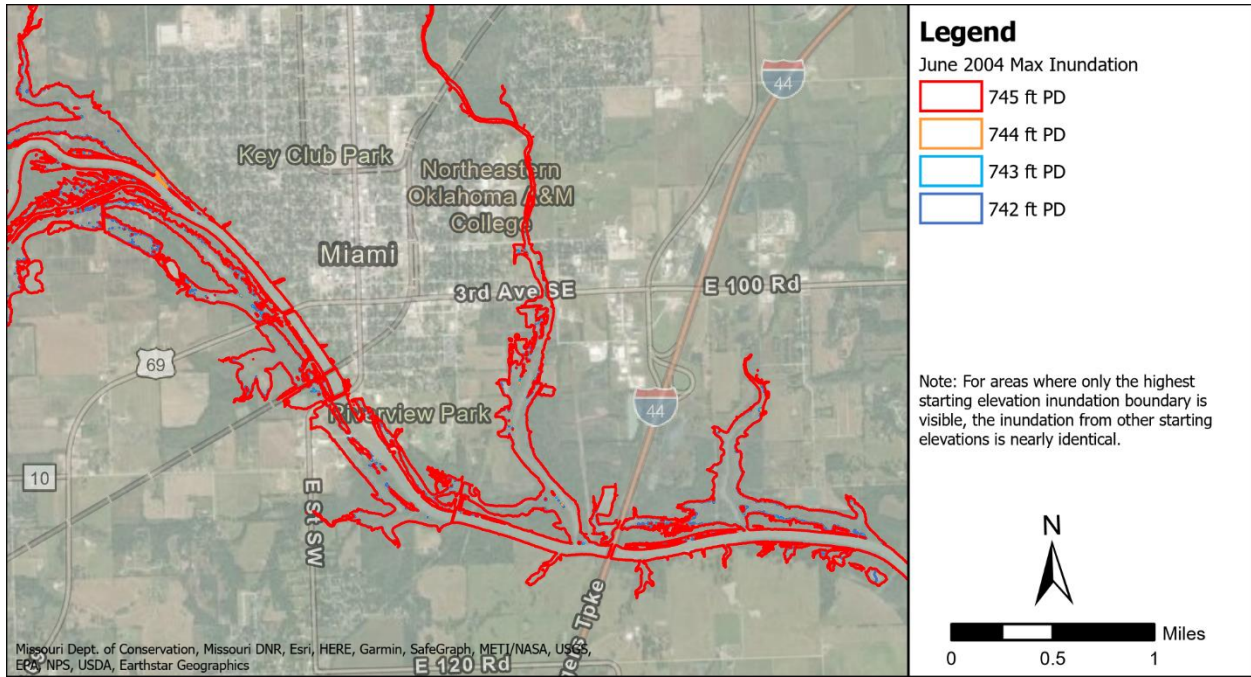 Key Club Park
Northeastern
Oklahoma A&M
College
Miami
3rd Ave SE
E 100 Rd
44
44
69
10
Riverview Park
E St SW
E 120 Rd
Missouri Dept. of Conservation, Missouri DNR, Esri, HERE, Garmin, SafeGraph, METI/NASA, USGS,
EPA, NPS, USDA, Earthstar Geographics
Legend
June 2004 Max Inundation
745 ft PD
744 ft PD
743 ft PD
742 ft PD
Note: For areas where only the highest
starting elevation inundation boundary is
visible, the inundation from other starting
elevations is nearly identical.
N
Miles
0 0.5 1